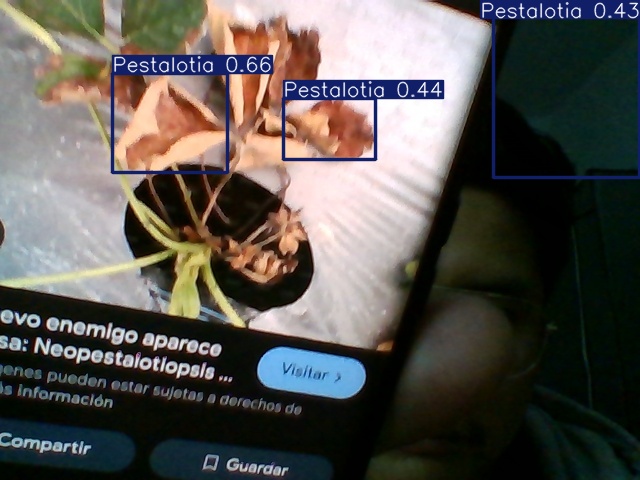 Pestalotia 0.43
Pestalotia 0.66
Pestalotia 0.44
evo enemigo aparece
sa: Neopestalotiopsis ...
genes pueden estar sujetas a derechos de
ás información
Visitar >
Compartir
Guardar